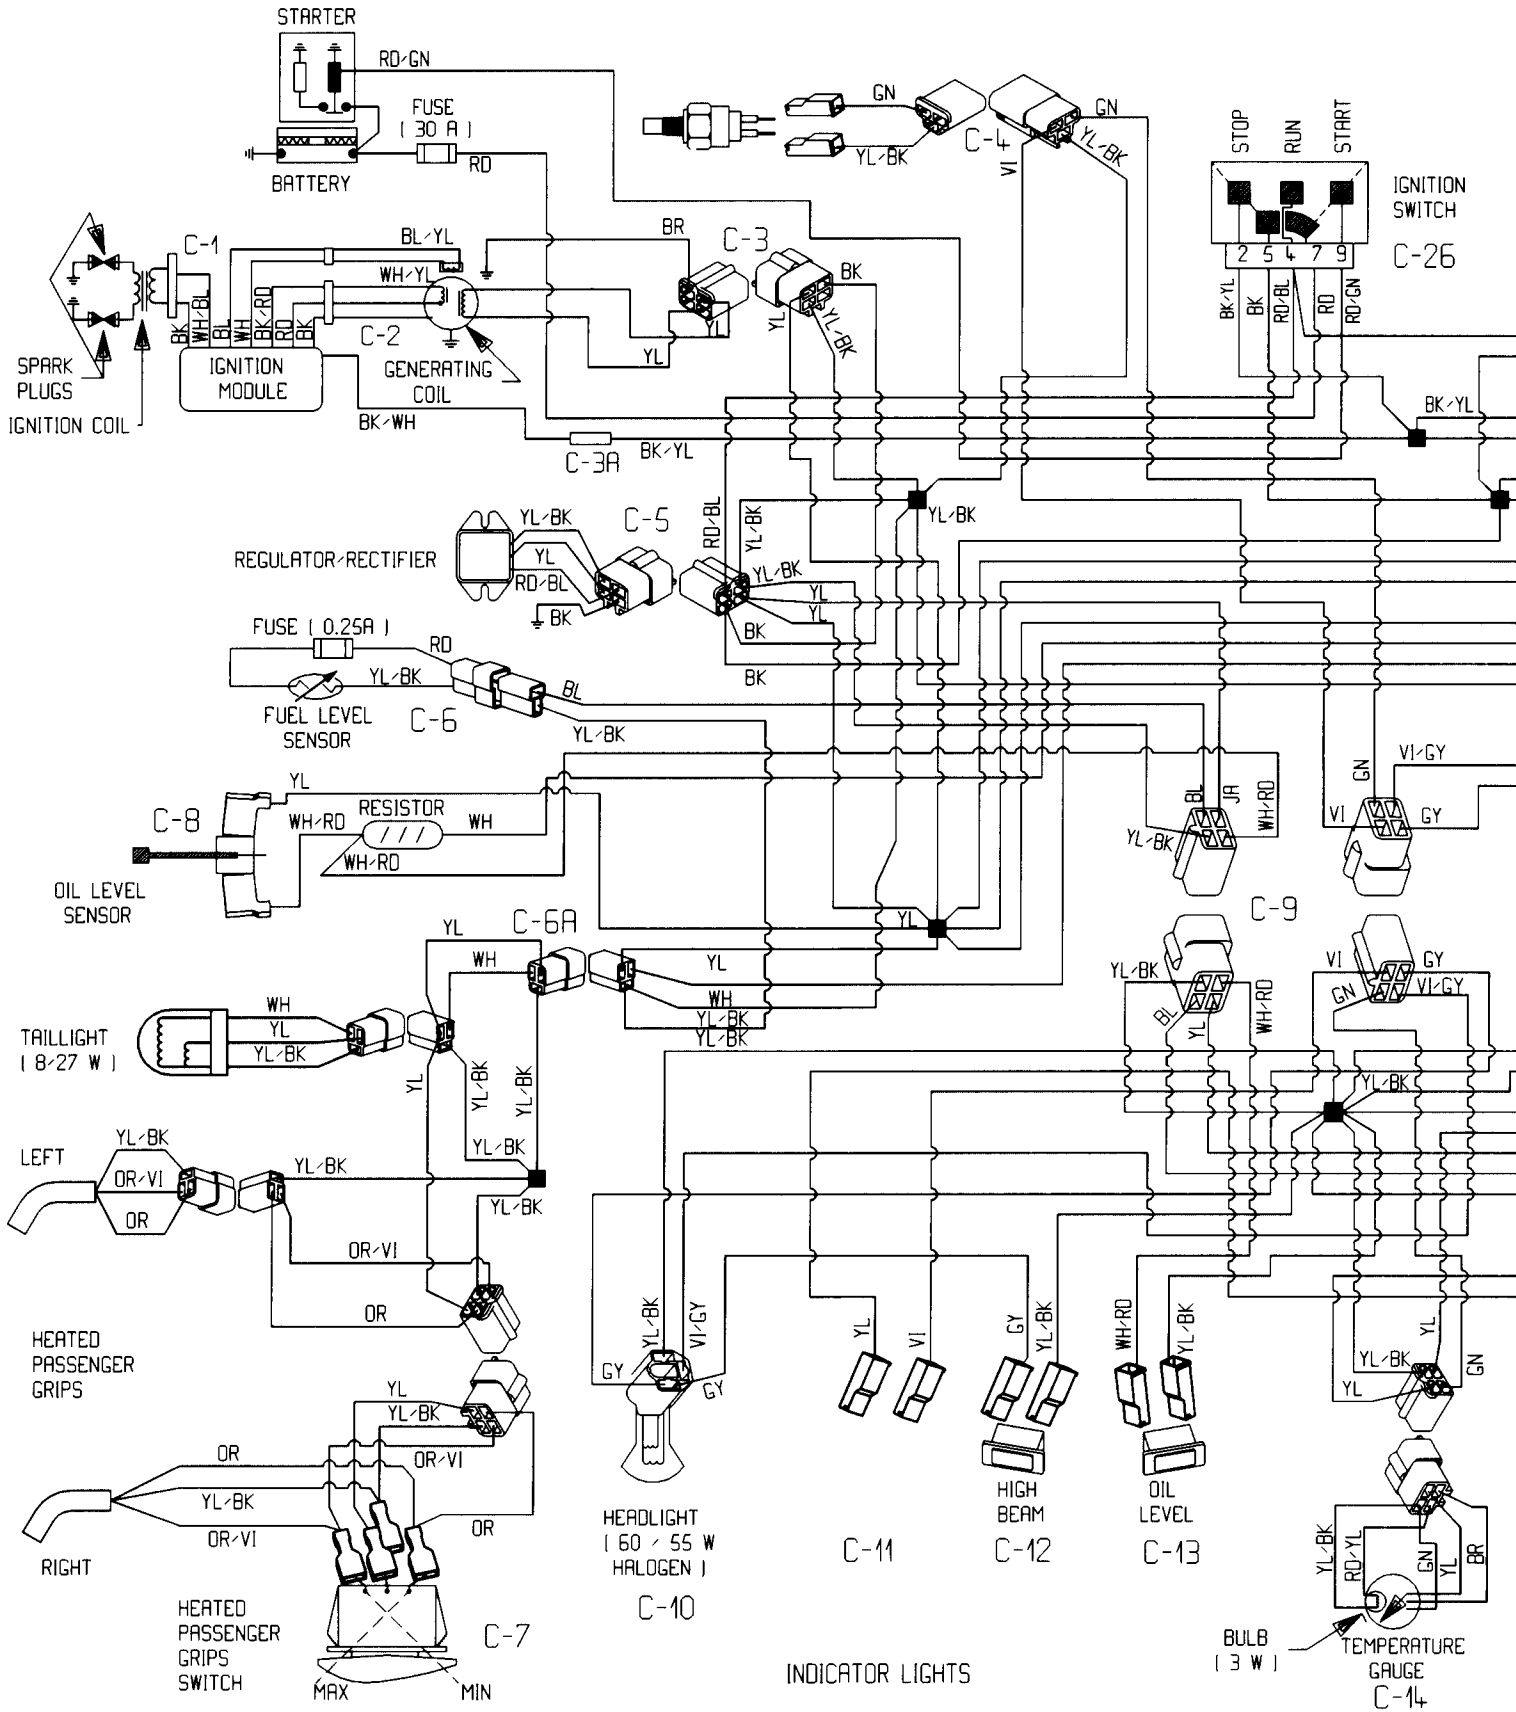 STARTER
RD/GN
FUSE
( 30 A )
RD
BATTERY
GN
YL/BK
C-4
GN
YL/BK
VI
STOP
RUN
START
IGNITION
SWITCH
2 5 4 7 9
C-26
BK/YL
BK
RD/BL
RD
RD/GN
C-1
BL/YL
WH/YL
BK
WH/BL
BL
WH
BK/RD
RD
BK
C-2
SPARK
PLUGS
IGNITION COIL
IGNITION
MODULE
GENERATING
COIL
BK/WH
BR
C-3
BK
YL
YL
YL
YL/BK
C-3A
BK/YL
BK/YL
YL/BK
REGULATOR/RECTIFIER
YL/BK
YL
RD/BL
BK
C-5
RD/BL
YL/BK
YL/BK
YL
YL
BK
BK
FUSE ( 0.25A )
RD
YL/BK
FUEL LEVEL
SENSOR
C-6
BL
YL/BK
YL
C-8
RESISTOR
WH/RD
WH
WH/RD
OIL LEVEL
SENSOR
BL
JA
WH/RD
YL/BK
GN
VI/GY
VI
GY
C-9
C-6A
YL
WH
YL
YL
WH
YL/BK
YL/BK
TAILLIGHT
( 8/27 W )
WH
YL
YL/BK
YL
YL/BK
YL/BK
YL/BK
BL
YL
WH/RD
VI
GY
GN
VI/GY
YL/BK
LEFT
YL/BK
OR/VI
OR
YL/BK
YL/BK
YL/BK
OR/VI
OR
HEATED
PASSENGER
GRIPS
YL
YL/BK
OR/VI
OR
OR
YL/BK
OR/VI
RIGHT
HEATED
PASSENGER
GRIPS
SWITCH
C-7
MAX
MIN
YL/BK
VI/GY
GY
GY
HEADLIGHT
( 60 / 55 W
HALOGEN )
C-10
YL
VI
C-11
GY
YL/BK
HIGH
BEAM
C-12
WH/RD
YL/BK
OIL
LEVEL
C-13
YL
YL/BK
YL
GN
YL/BK
RD/YL
GN
YL
BR
BULB
( 3 W )
TEMPERATURE
GAUGE
C-14
INDICATOR LIGHTS